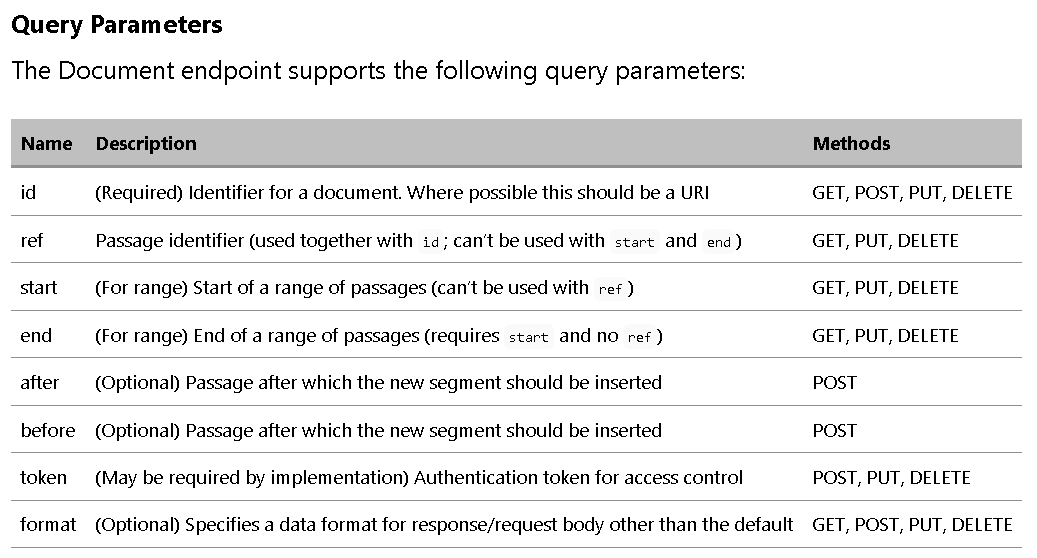 Query Parameters
The Document endpoint supports the following query parameters:
Name Description Methods
id (Required) Identifier for a document. Where possible this should be a URI GET, POST, PUT, DELETE
ref Passage identifier (used together with id; can't be used with start and end) GET, PUT, DELETE
start (For range) Start of a range of passages (can't be used with ref) GET, PUT, DELETE
end (For range) End of a range of passages (requires start and no ref) GET, PUT, DELETE
after (Optional) Passage after which the new segment should be inserted POST
before (Optional) Passage after which the new segment should be inserted POST
token (May be required by implementation) Authentication token for access control POST, PUT, DELETE
format (Optional) Specifies a data format for response/request body other than the default GET, POST, PUT, DELETE